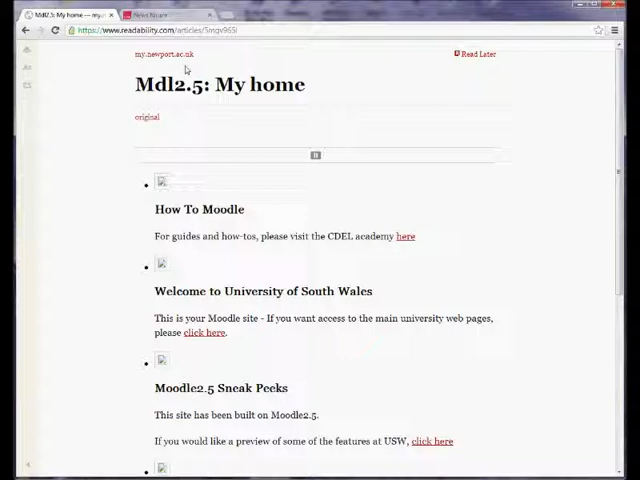 Mdl2.5: My home — my.n
News Room
https://www.readability.com/articles/5mqv965l
my.newport.ac.uk
Read Later
Mdl2.5: My home
original
How To Moodle
For guides and how-tos, please visit the CDEL academy here
Welcome to University of South Wales
This is your Moodle site - If you want access to the main university web pages,
please click here.
Moodle2.5 Sneak Peeks
This site has been built on Moodle2.5.
If you would like a preview of some of the features at USW, click here